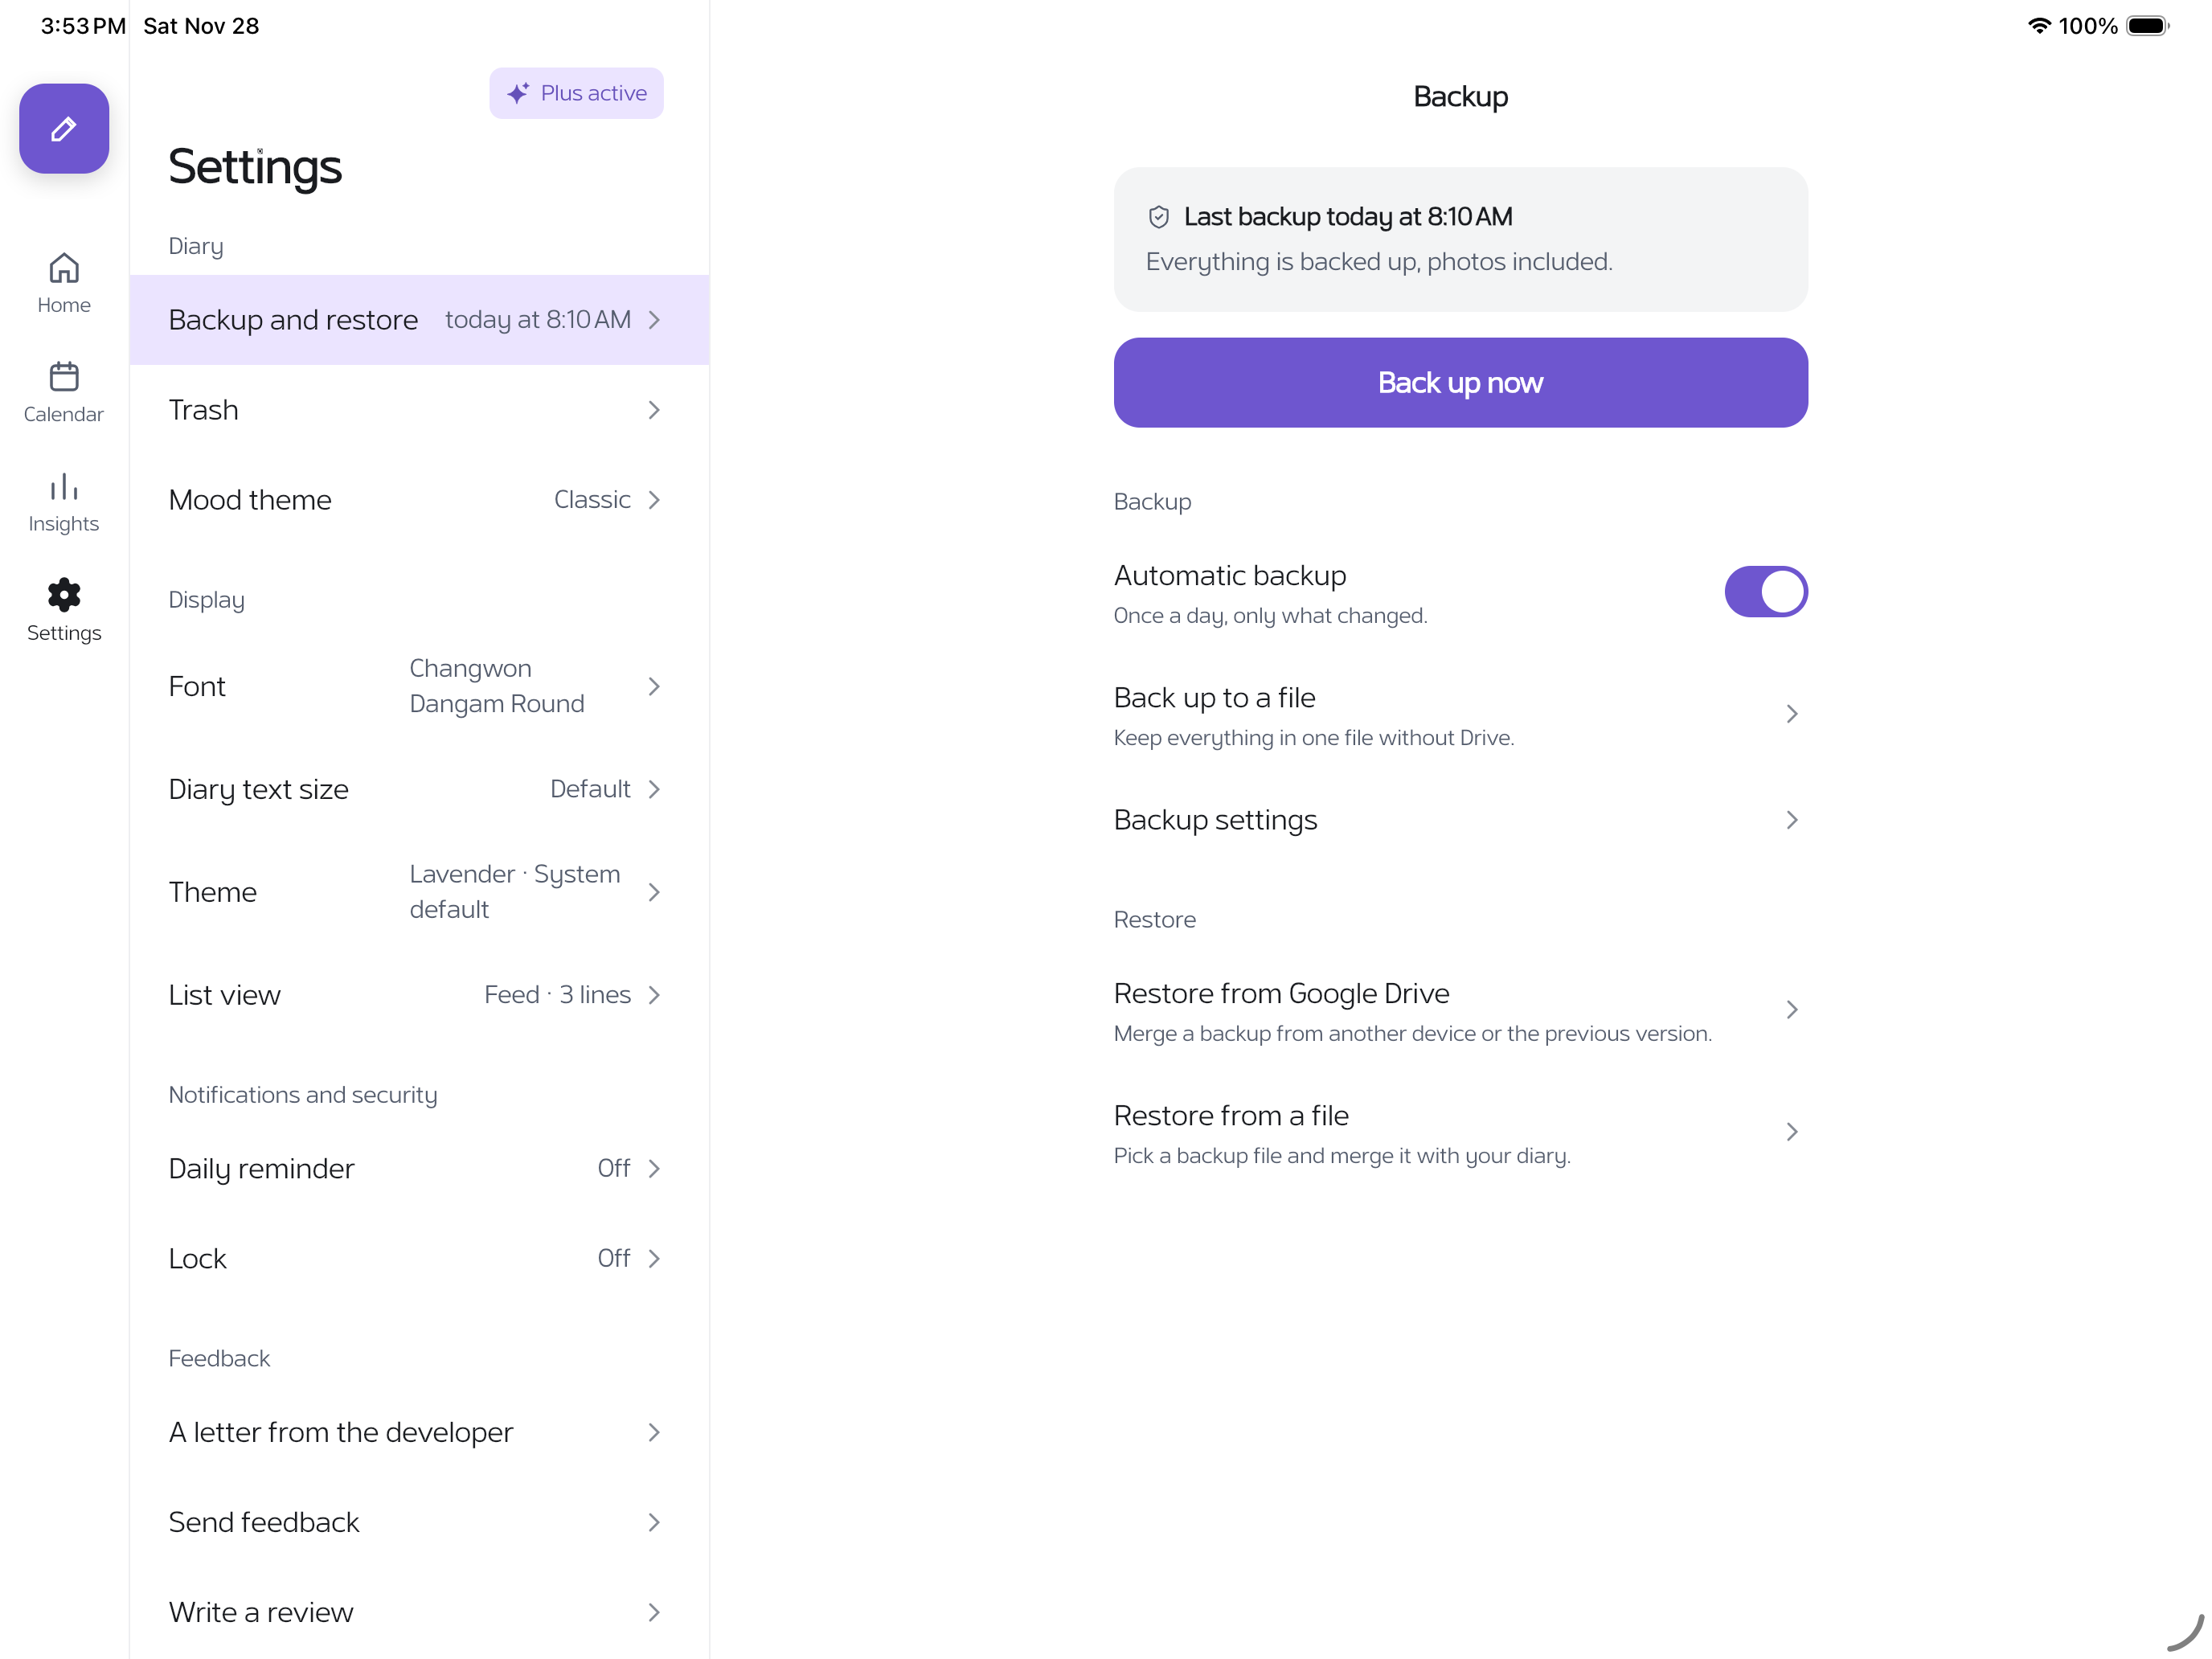 3:53 PM Sat Nov 28
100%
Plus active
Settings
Home
Calendar
Insights
Settings
Diary
Backup and restore today at 8:10 AM
Trash
Mood theme Classic
Display
Font Changwon
Dangam Round
Diary text size Default
Theme Lavender · System
default
List view Feed · 3 lines
Notifications and security
Daily reminder Off
Lock Off
Feedback
A letter from the developer
Send feedback
Write a review
Backup
Last backup today at 8:10 AM
Everything is backed up, photos included.
Back up now
Backup
Automatic backup
Once a day, only what changed.
Back up to a file
Keep everything in one file without Drive.
Backup settings
Restore
Restore from Google Drive
Merge a backup from another device or the previous version.
Restore from a file
Pick a backup file and merge it with your diary.